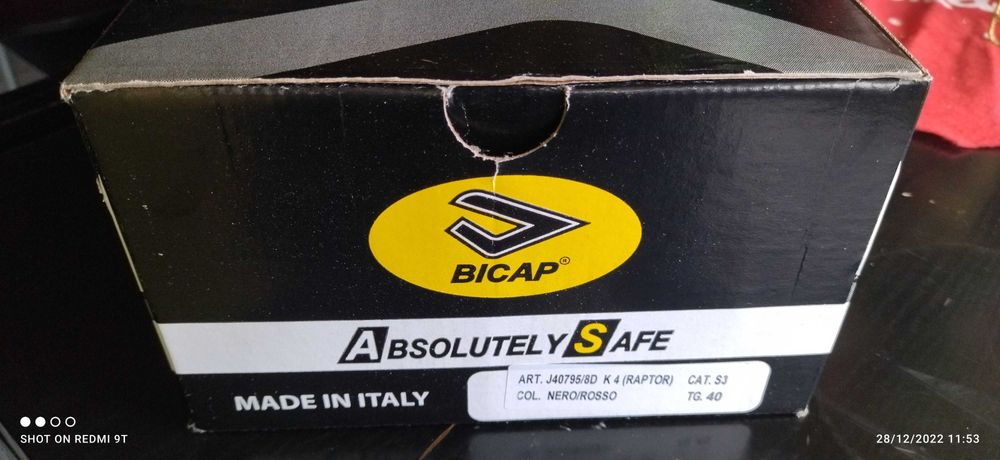 BICAP®
ABSOLUTELY SAFE
ART. J40795/8D K 4 (RAPTOR) CAT. S3
COL. NERO/ROSSO TG. 40
MADE IN ITALY
SHOT ON REDMI 9T
28/12/2022 11:53